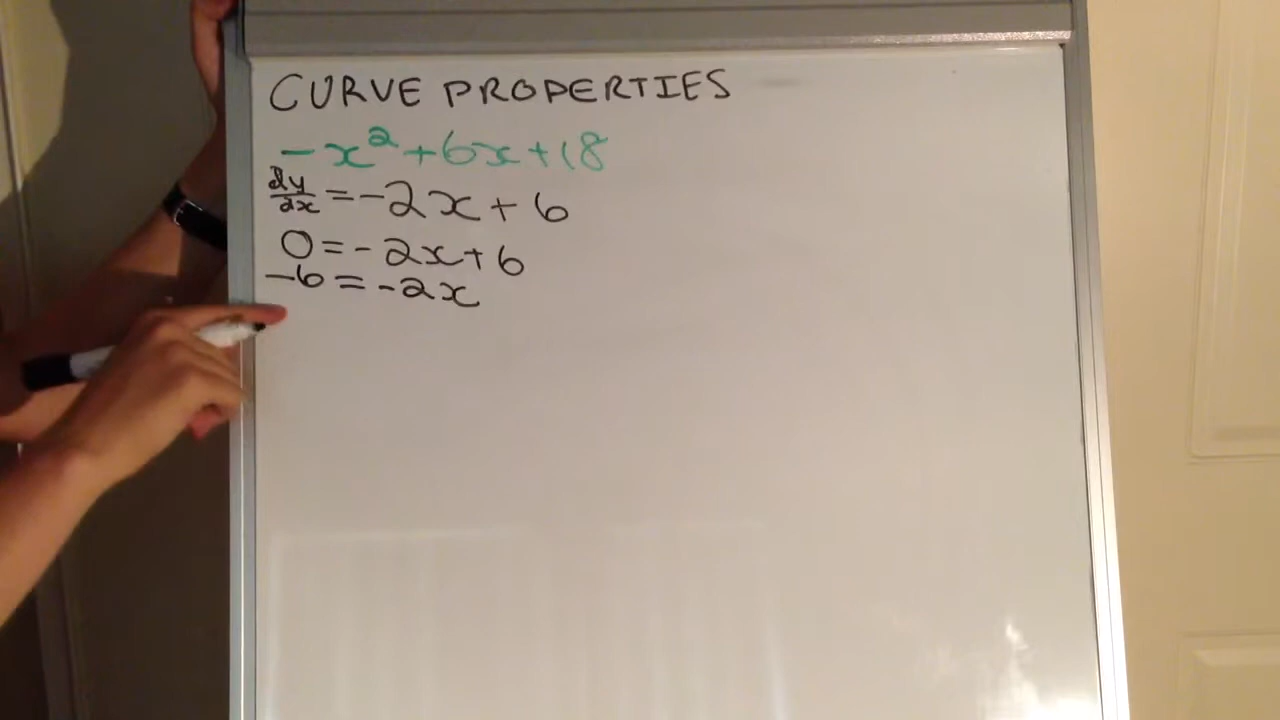 CURVE PROPERTIES
-x²+6x+18
dy/dx=-2x+6
0=-2x+6
-6=-2x